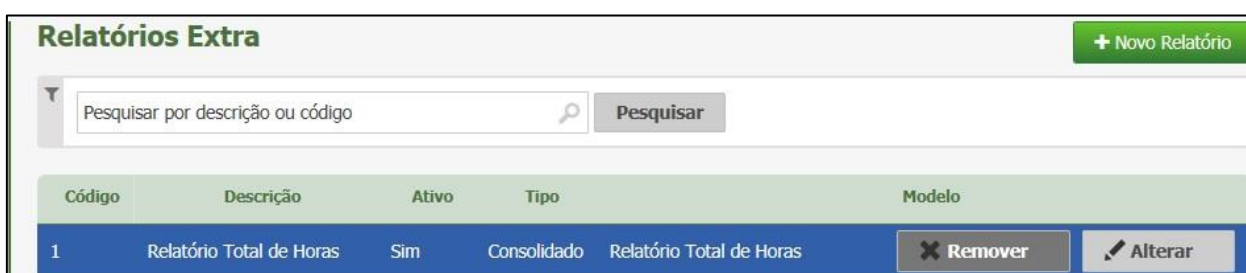 Relatórios Extra
+ Novo Relatório
Pesquisar por descrição ou código
Pesquisar
Código Descrição Ativo Tipo Modelo
1 Relatório Total de Horas Sim Consolidado Relatório Total de Horas Remover Alterar